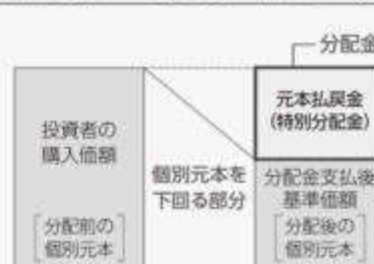 分配金
投資者の
購入価額
元本払戻金
(特別分配金)
個別元本を
下回る部分
分配金支払後
基準価額
分配前の
個別元本
分配後の
個別元本